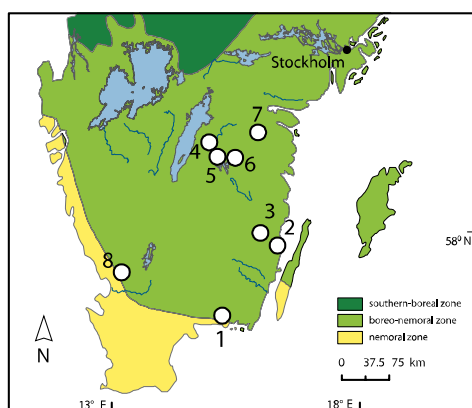 Stockholm
7
4
5
6
3
2
58° N
8
1
southern-boreal zone
boreo-nemoral zone
nemoral zone
N
0 37.5 75 km
13° E
18° E